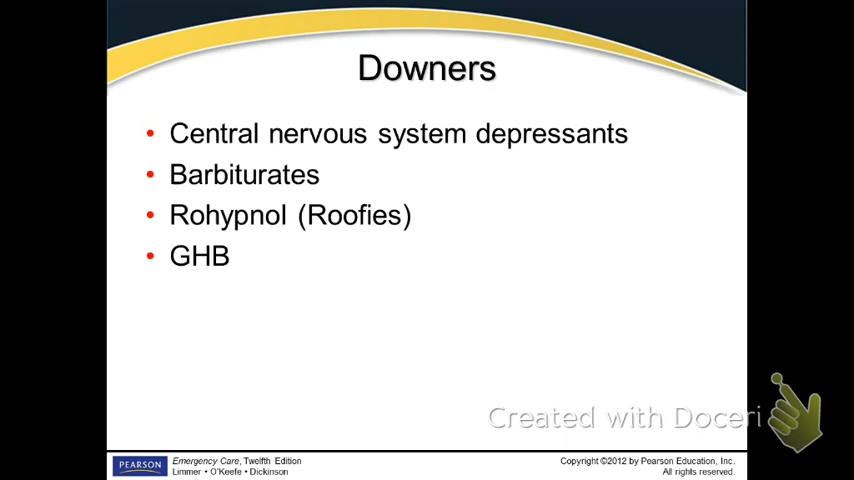 Downers
• Central nervous system depressants
• Barbiturates
• Rohypnol (Roofies)
• GHB
Created with Doceri
PEARSON
Emergency Care, Twelfth Edition
Limmer • O'Keefe • Dickinson
Copyright ©2012 by Pearson Education, Inc.
All rights reserved.